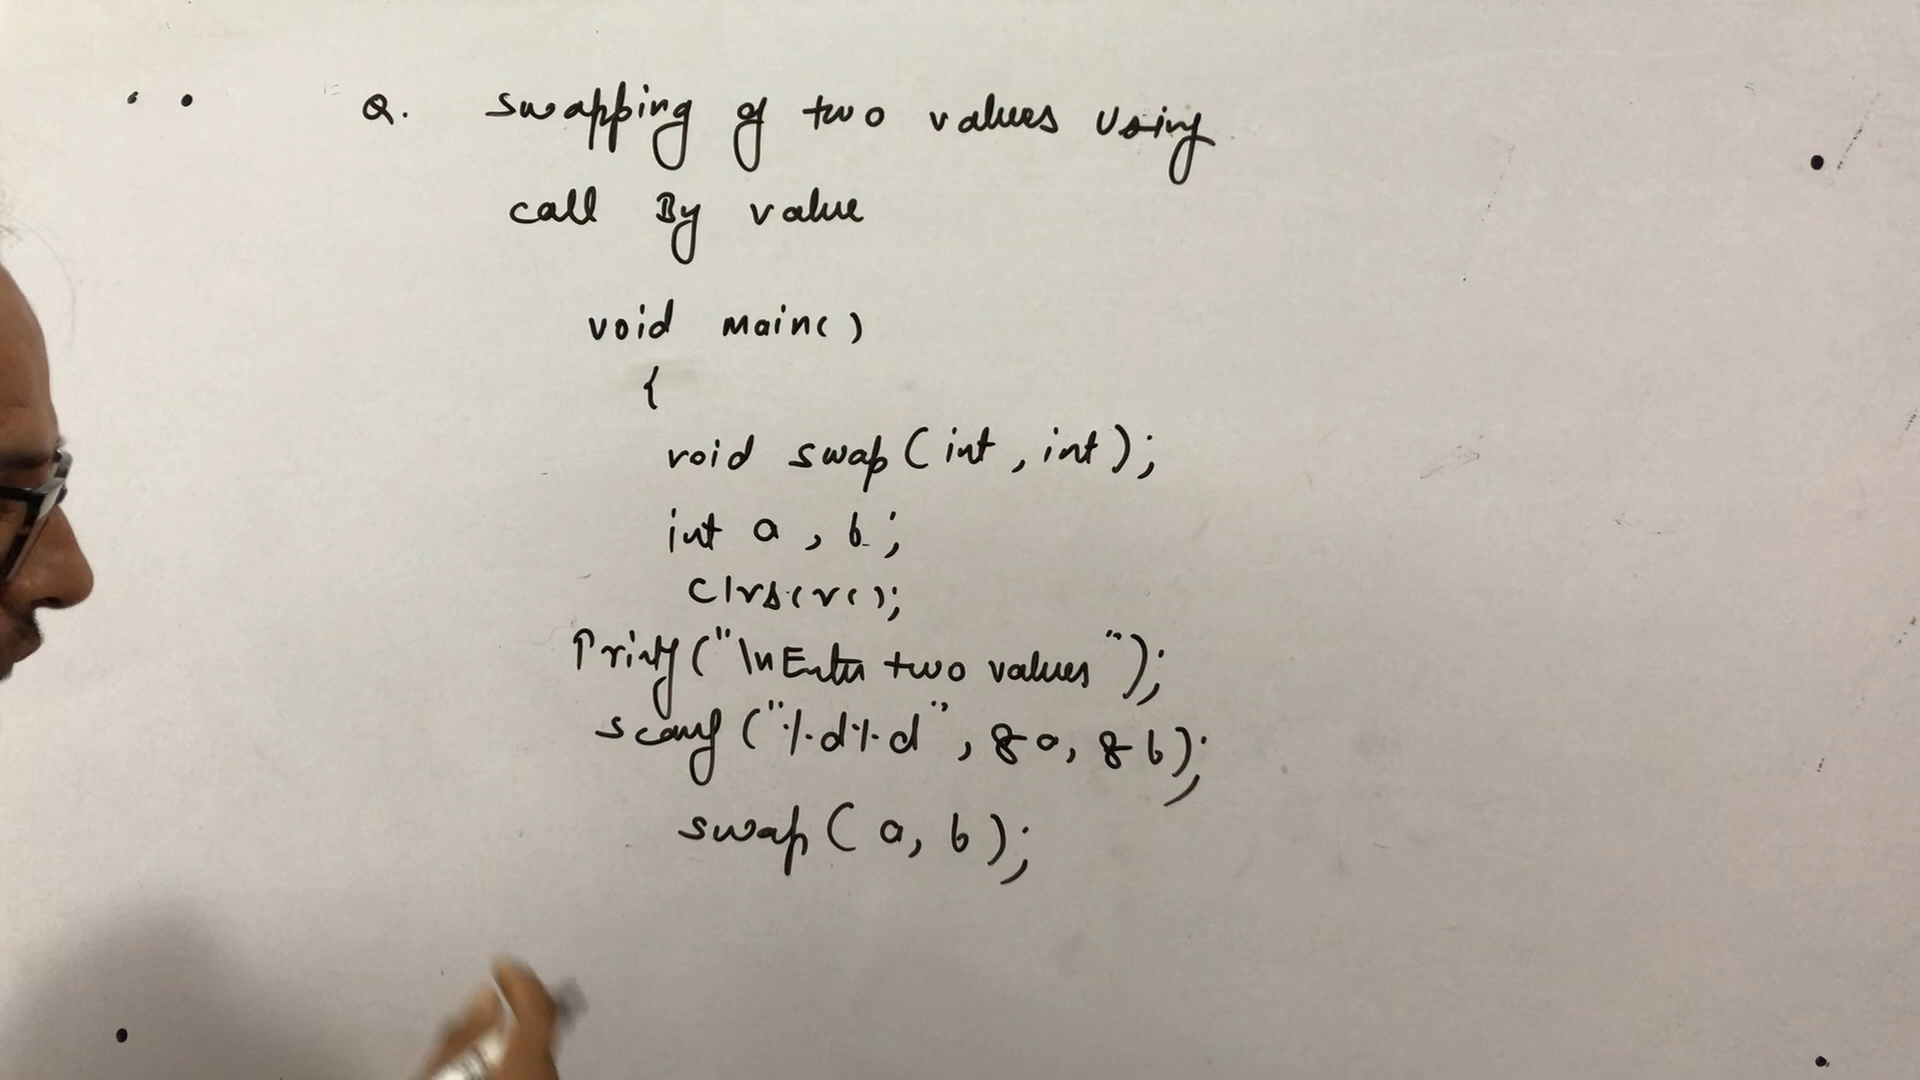 Q. swapping of two values using
call By value
void main()
{
void swap(int, int);
int a, b;
clrscr();
Printf("\nEnter two values");
scanf("%d%d", &a, &b);
swap(a, b);